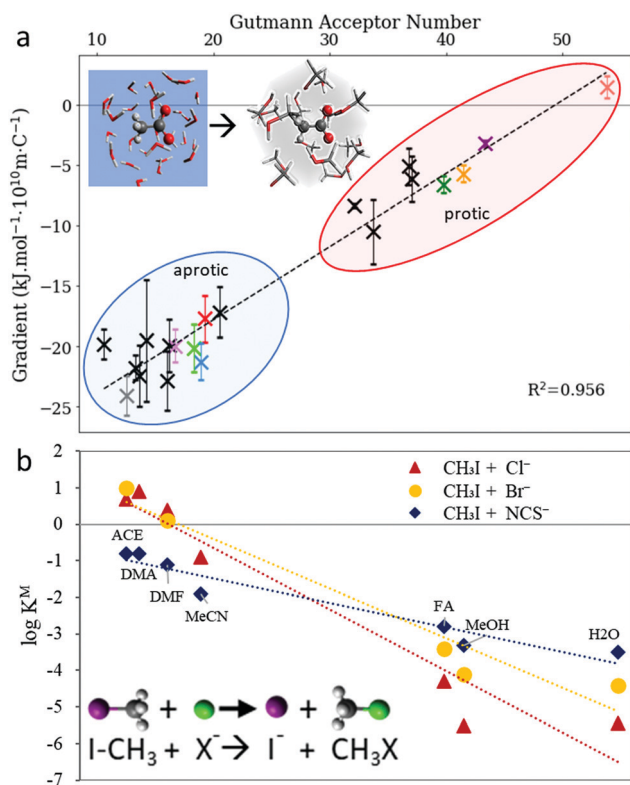 Gutmann Acceptor Number
a
10 20 30 40 50
0
-5
-10
-15
-20
-25
Gradient (kJ.mol⁻¹·10¹⁰m·C⁻¹)
protic
aprotic
R²=0.956
b
2
1
0
-1
-2
-3
-4
-5
-6
-7
log Kᴹ
CH₃I + Cl⁻
CH₃I + Br⁻
CH₃I + NCS⁻
ACE
DMA
DMF
MeCN
FA
MeOH
H2O
I-CH₃ + X⁻ → I⁻ + CH₃X